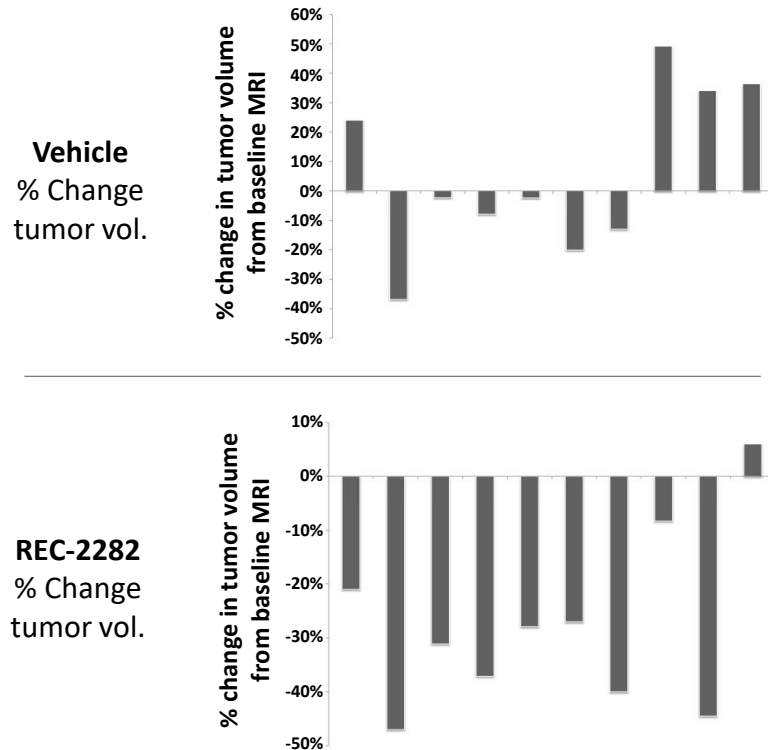 Vehicle
% Change
tumor vol.
% change in tumor volume
from baseline MRI
60%
50%
40%
30%
20%
10%
0%
-10%
-20%
-30%
-40%
-50%
REC-2282
% Change
tumor vol.
% change in tumor volume
from baseline MRI
10%
0%
-10%
-20%
-30%
-40%
-50%